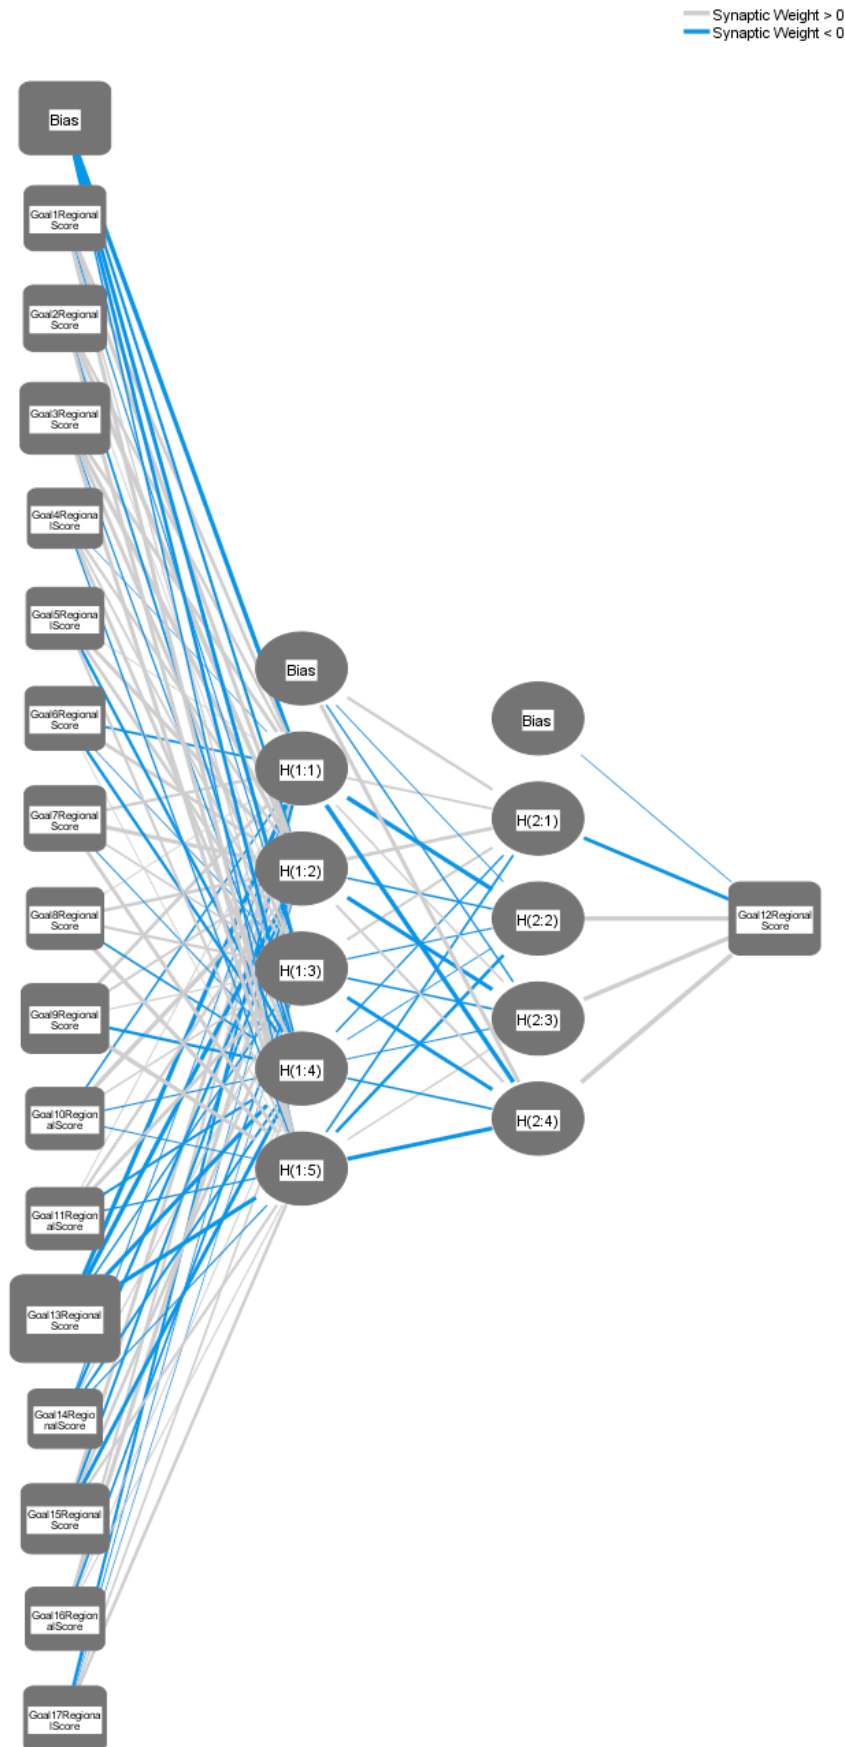 Synaptic Weight > 0
Synaptic Weight < 0
Bias
Goal1Regional
Score
Goal2Regional
Score
Goal3Regional
Score
Goal4Regiona
lScore
Goal5Regiona
lScore
Goal6Regional
Score
Goal7Regional
Score
Goal8Regional
Score
Goal9Regional
Score
Goal10Region
alScore
Goal11Region
alScore
Goal13Regional
Score
Goal14Regio
nalScore
Goal15Regional
Score
Goal16Region
alScore
Goal17Regiona
lScore
Bias
H(1:1)
H(1:2)
H(1:3)
H(1:4)
H(1:5)
Bias
H(2:1)
H(2:2)
H(2:3)
H(2:4)
Goal12Regional
Score